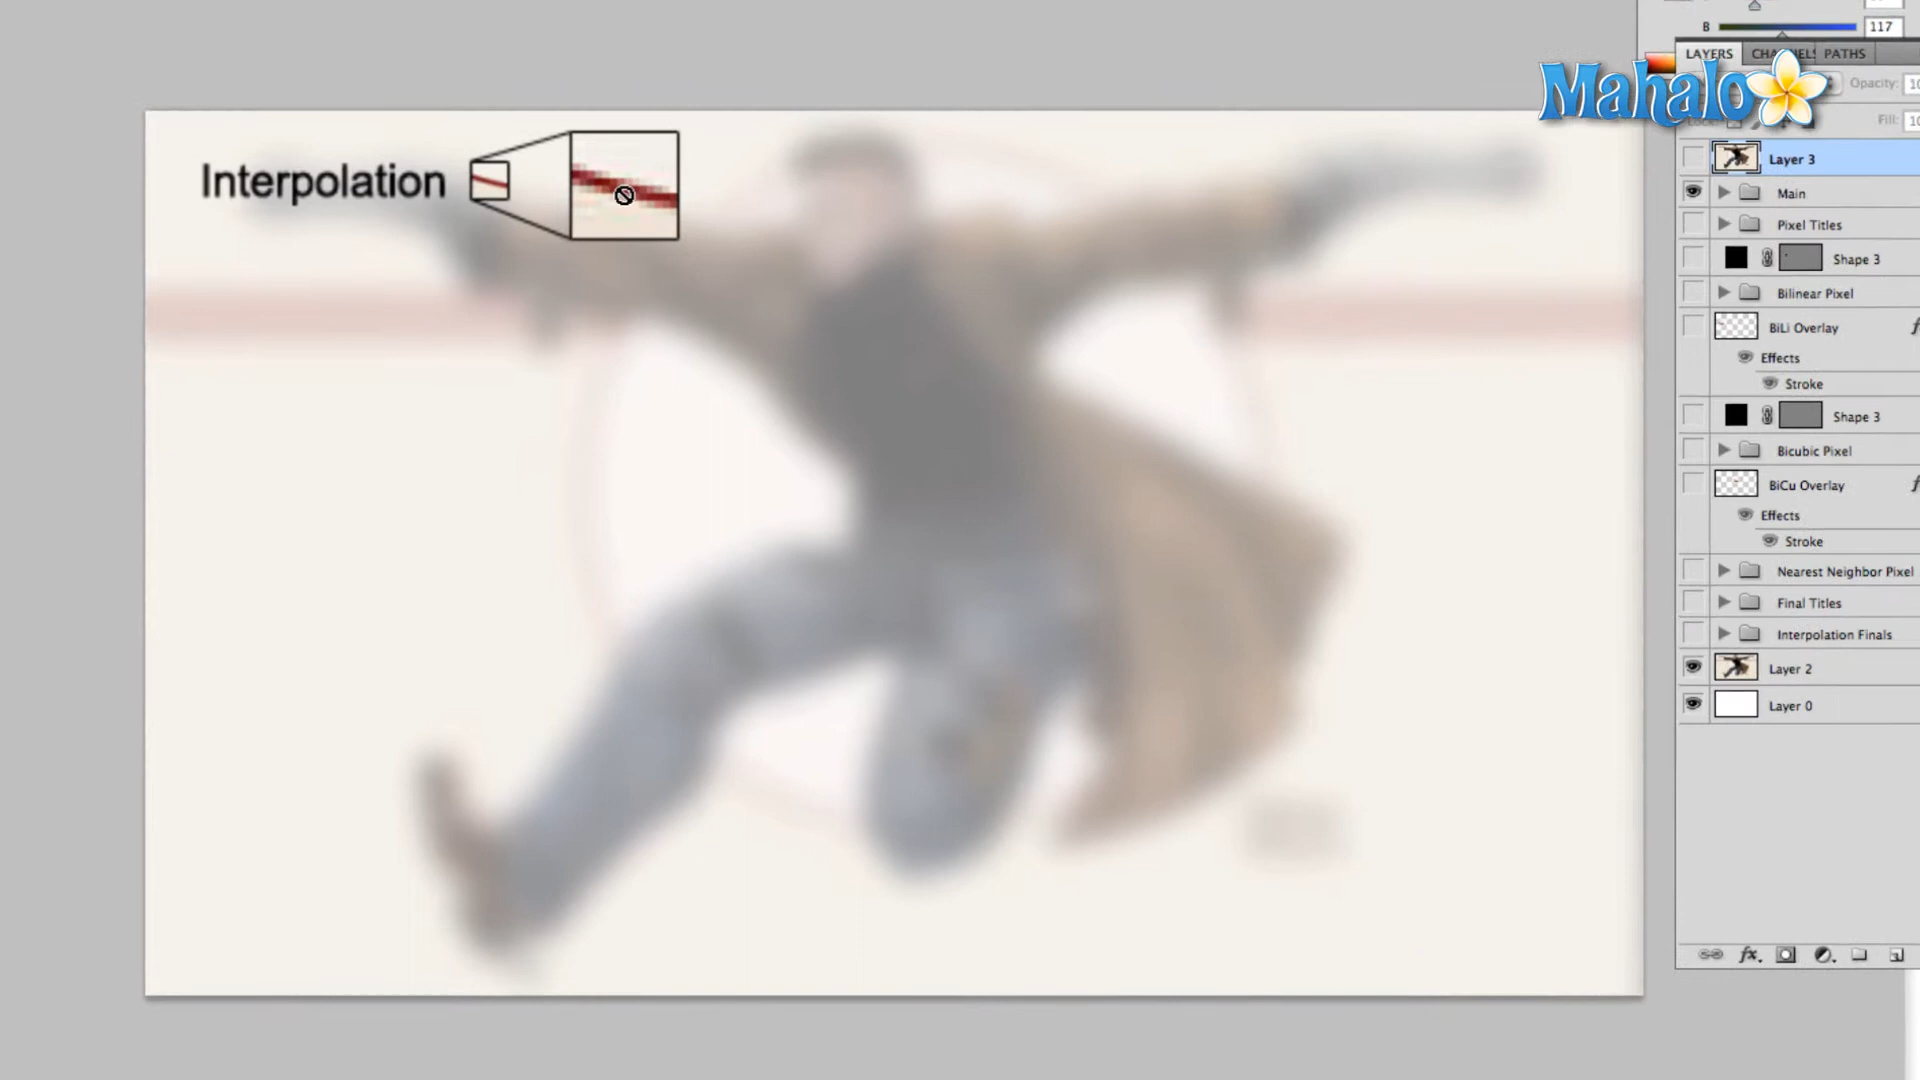 B 117
LAYERS CHANNELS PATHS
Mahalo
Opacity:
Fill:
Interpolation
Layer 3
Main
Pixel Titles
Shape 3
Bilinear Pixel
BiLi Overlay
Effects
Stroke
Shape 3
Bicubic Pixel
BiCu Overlay
Effects
Stroke
Nearest Neighbor Pixel
Final Titles
Interpolation Finals
Layer 2
Layer 0
fx.